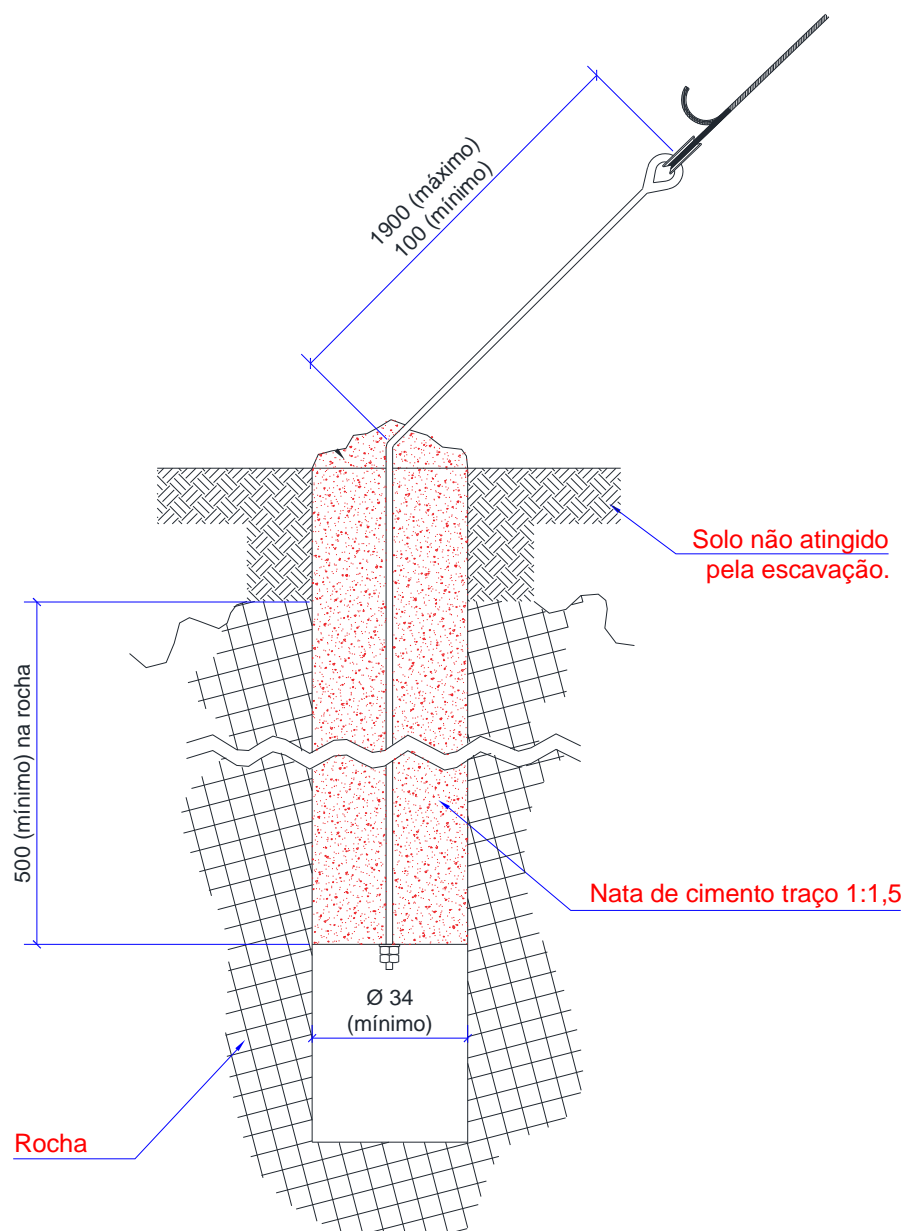 1900 (máximo)
100 (mínimo)
Solo não atingido
pela escavação.
500 (mínimo) na rocha
Nata de cimento traço 1:1,5
Ø 34
(mínimo)
Rocha